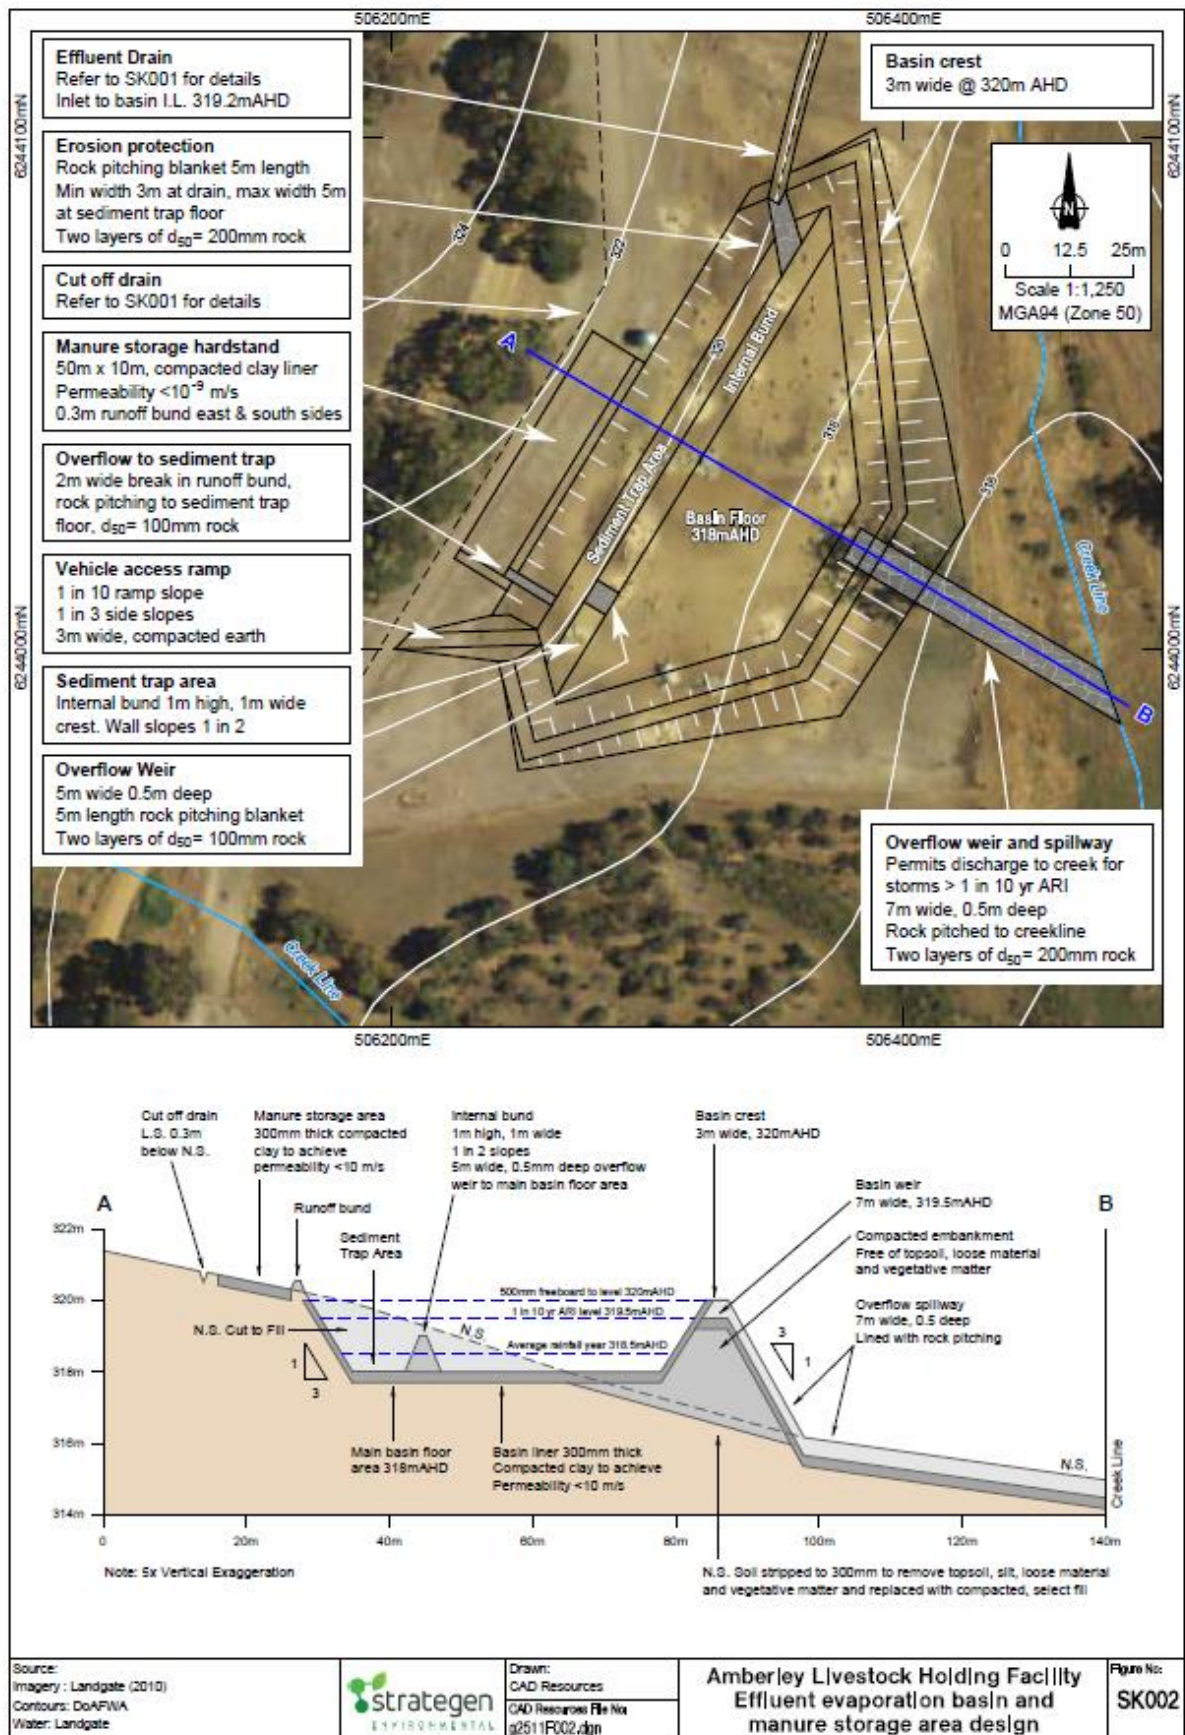 506200mE
506400mE
6244100mN
6244100mN
Effluent Drain
Refer to SK001 for details
Inlet to basin I.L. 319.2mAHD
Erosion protection
Rock pitching blanket 5m length
Min width 3m at drain, max width 5m
at sediment trap floor
Two layers of d50= 200mm rock
Cut off drain
Refer to SK001 for details
Manure storage hardstand
50m x 10m, compacted clay liner
Permeability <10-9 m/s
0.3m runoff bund east & south sides
Overflow to sediment trap
2m wide break in runoff bund,
rock pitching to sediment trap
floor, d50= 100mm rock
Vehicle access ramp
1 in 10 ramp slope
1 in 3 side slopes
3m wide, compacted earth
Sediment trap area
Internal bund 1m high, 1m wide
crest. Wall slopes 1 in 2
Overflow Weir
5m wide 0.5m deep
5m length rock pitching blanket
Two layers of d50= 100mm rock
Basin crest
3m wide @ 320m AHD
N
0 12.5 25m
Scale 1:1,250
MGA94 (Zone 50)
324
322
320
318
316
A
Internal Bund
Sediment Trap Area
Basin Floor
318mAHD
Creek Line
B
6244000mN
6244000mN
Overflow weir and spillway
Permits discharge to creek for
storms > 1 in 10 yr ARI
7m wide, 0.5m deep
Rock pitched to creekline
Two layers of d50= 200mm rock
Creek Line
506200mE
506400mE
Cut off drain
L.S. 0.3m
below N.S.
Manure storage area
300mm thick compacted
clay to achieve
permeability <10 m/s
Internal bund
1m high, 1m wide
1 in 2 slopes
5m wide, 0.5mm deep overflow
weir to main basin floor area
Basin crest
3m wide, 320mAHD
Basin weir
7m wide, 319.5mAHD
Compacted embankment
Free of topsoil, loose material
and vegetative matter
Overflow spillway
7m wide, 0.5 deep
Lined with rock pitching
A
B
Runoff bund
Sediment
Trap Area
322m
320m
318m
316m
314m
500mm freeboard to level 320mAHD
1 in 10 yr ARI level 319.5mAHD
Average rainfall year 318.5mAHD
N.S. Cut to Fill
N.S.
1
3
3
1
Main basin floor
area 318mAHD
Basin liner 300mm thick
Compacted clay to achieve
Permeability <10 m/s
N.S.
Creek Line
0 20m 40m 60m 80m 100m 120m 140m
Note: 5x Vertical Exaggeration
N.S. Soil stripped to 300mm to remove topsoil, silt, loose material
and vegetative matter and replaced with compacted, select fill
Source:
Imagery : Landgate (2010)
Contours: DoAFWA
Water: Landgate
strategen
ENVIRONMENTAL
Drawn:
CAD Resources
CAD Resources File No:
g2511F002.dgn
Amberley Livestock Holding Facility
Effluent evaporation basin and
manure storage area design
Figure No:
SK002